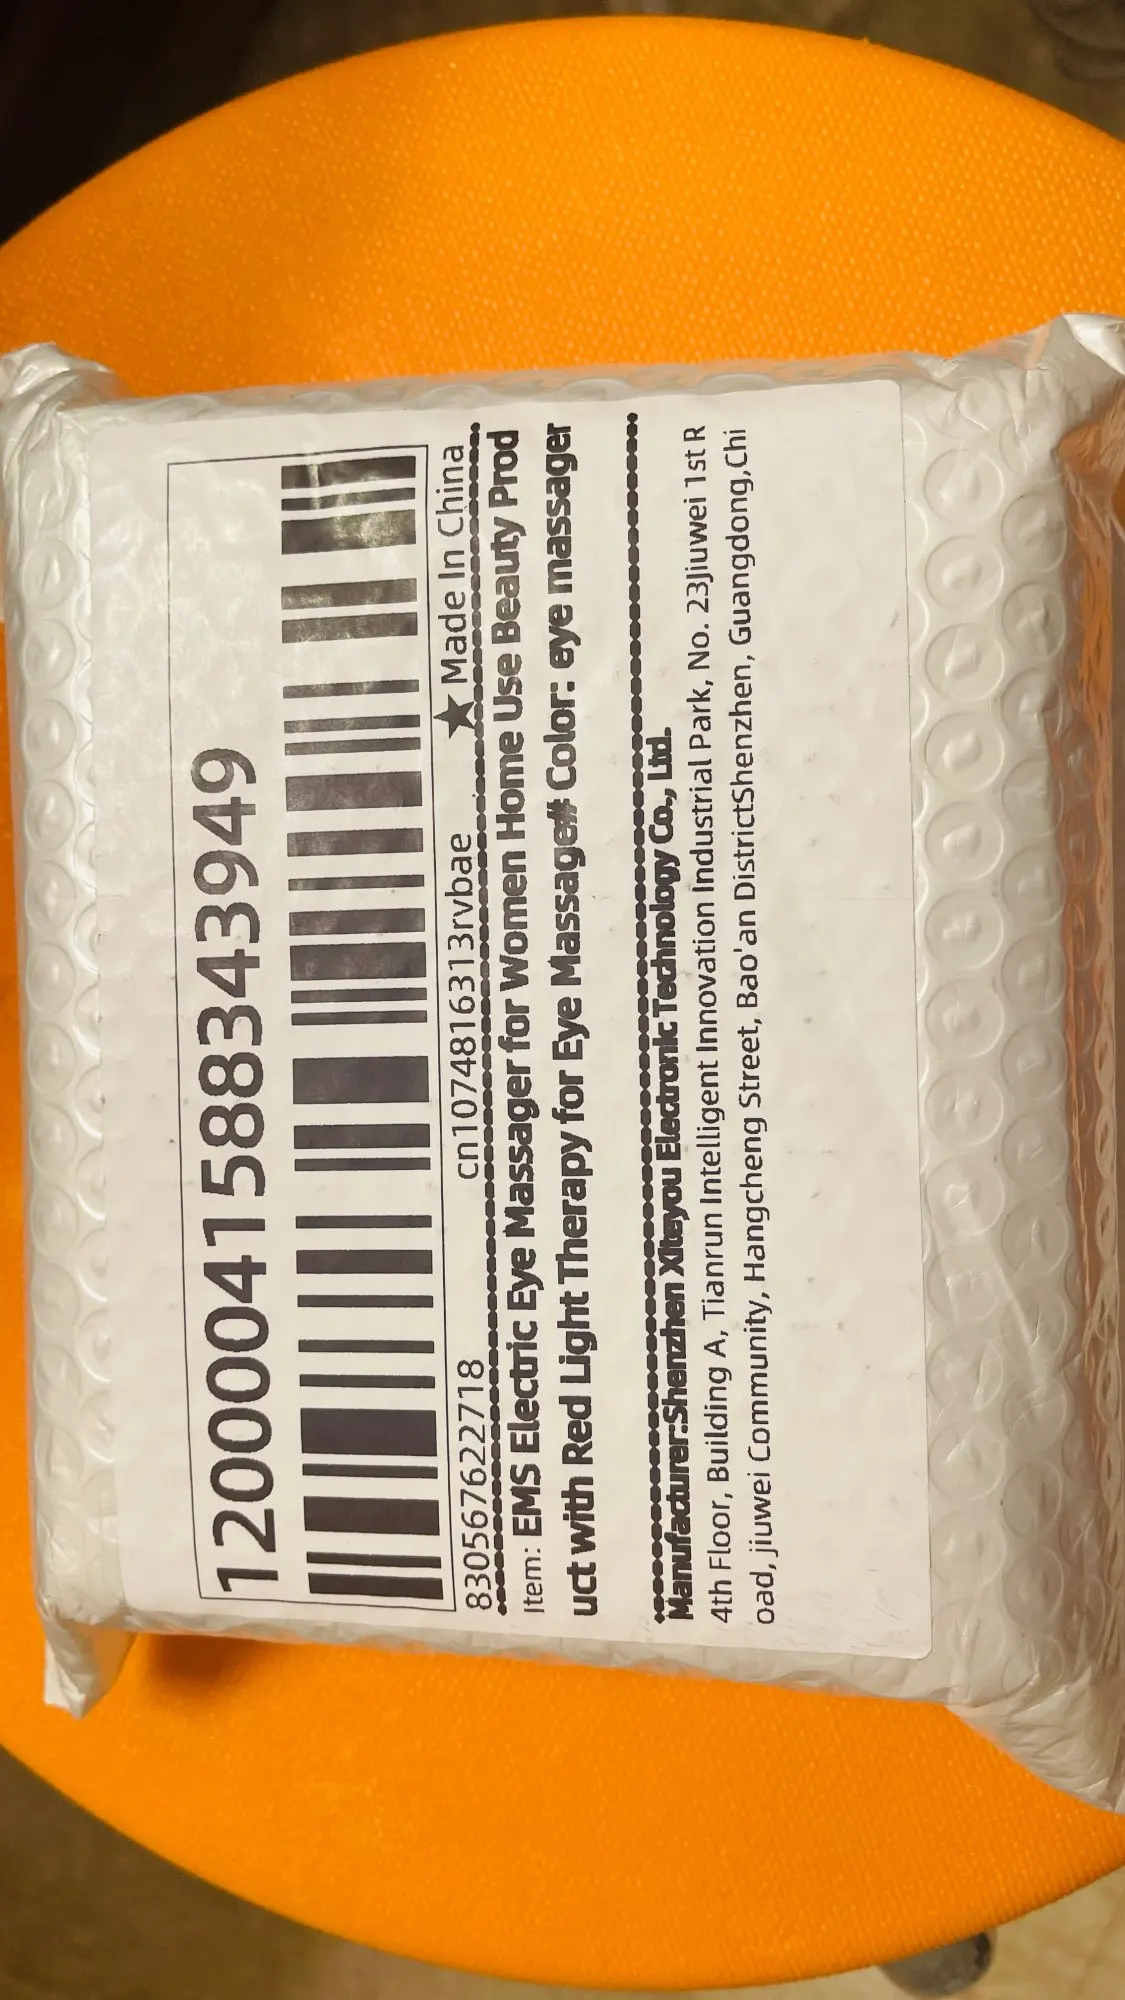 1200041588343949
830567622718 cn1074816313rvbae ★ Made In China
Item: EMS Electric Eye Massager for Women Home Use Beauty Prod
uct with Red Light Therapy for Eye Massage# Color: eye massager
Manufacturer:Shenzhen Xiteyou Electronic Technology Co., Ltd.
4th Floor, Building A, Tianrun Intelligent Innovation Industrial Park, No. 23Jiuwei 1st R
oad, jiuwei Community, Hangcheng Street, Bao'an DistrictShenzhen, Guangdong,Chi